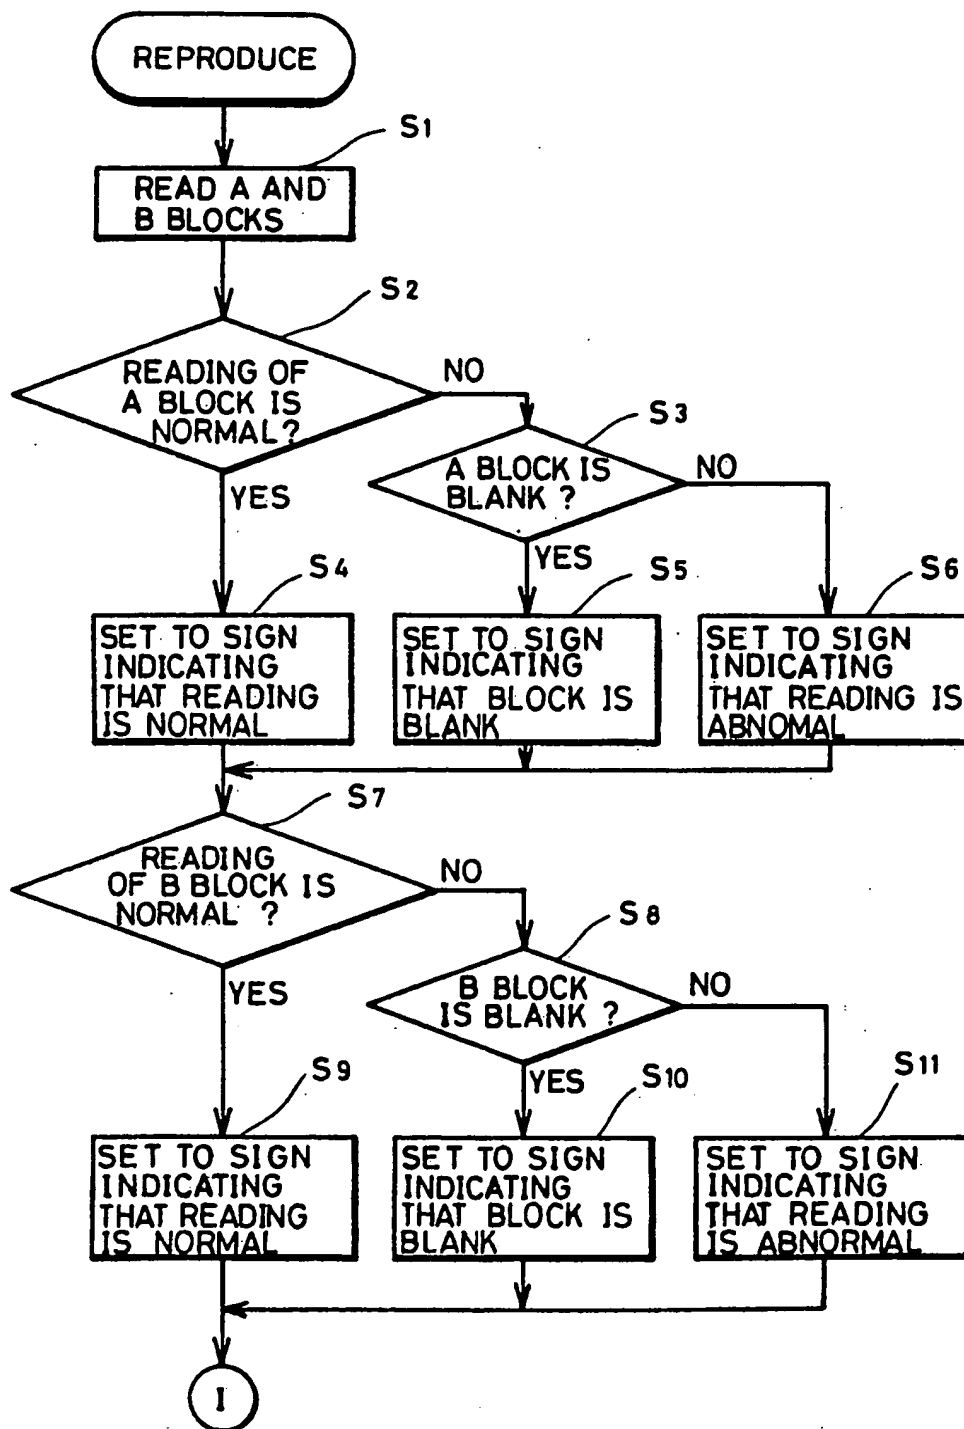 REPRODUCE
S1
READ A AND
B BLOCKS
S2
READING OF
A BLOCK IS
NORMAL?
NO
YES
S3
A BLOCK IS
BLANK ?
NO
YES
S4
SET TO SIGN
INDICATING
THAT READING
IS NORMAL
S5
SET TO SIGN
INDICATING
THAT BLOCK IS
BLANK
S6
SET TO SIGN
INDICATING
THAT READING IS
ABNOMAL
S7
READING
OF B BLOCK IS
NORMAL ?
NO
YES
S8
B BLOCK
IS BLANK ?
NO
YES
S9
SET TO SIGN
INDICATING
THAT READING
IS NORMAL
S10
SET TO SIGN
INDICATING
THAT BLOCK IS
BLANK
S11
SET TO SIGN
INDICATING
THAT READING
IS ABNORMAL
I